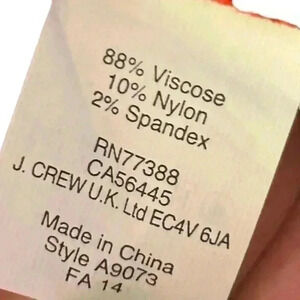 88% Viscose
10% Nylon
2% Spandex
RN77388
CA56445
J. CREW U.K. Ltd EC4V 6JA
Made in China
Style A9073
FA 14